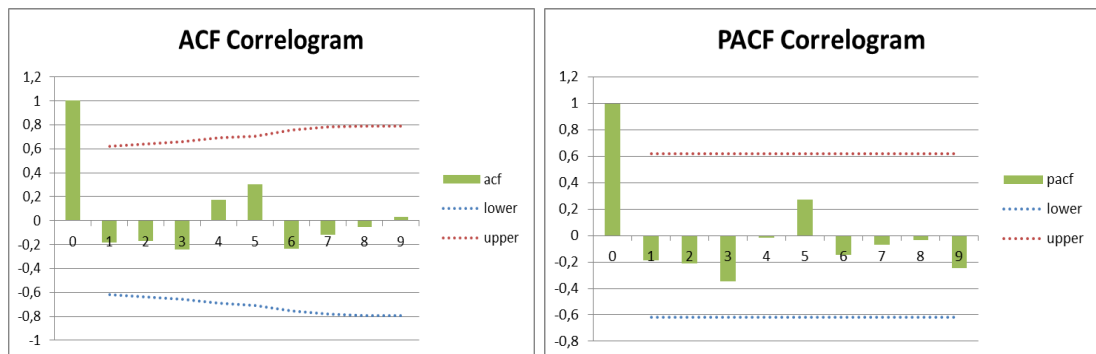 ACF Correlogram
1,2
1
0,8
0,6
0,4
0,2
0
-0,2
-0,4
-0,6
-0,8
-1
0 1 2 3 4 5 6 7 8 9
acf
lower
upper
PACF Correlogram
1,2
1
0,8
0,6
0,4
0,2
0
-0,2
-0,4
-0,6
-0,8
0 1 2 3 4 5 6 7 8 9
pacf
lower
upper